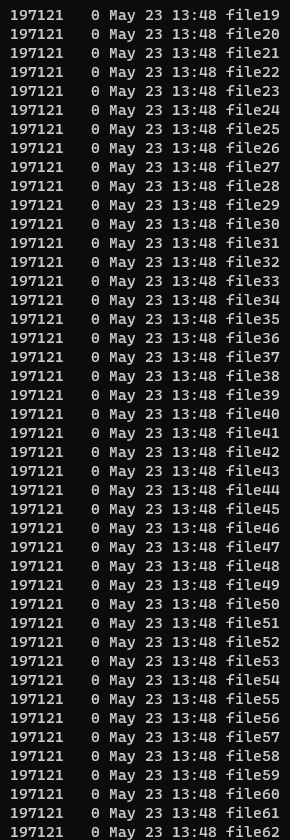 197121   0 May 23 13:48 file19
197121   0 May 23 13:48 file20
197121   0 May 23 13:48 file21
197121   0 May 23 13:48 file22
197121   0 May 23 13:48 file23
197121   0 May 23 13:48 file24
197121   0 May 23 13:48 file25
197121   0 May 23 13:48 file26
197121   0 May 23 13:48 file27
197121   0 May 23 13:48 file28
197121   0 May 23 13:48 file29
197121   0 May 23 13:48 file30
197121   0 May 23 13:48 file31
197121   0 May 23 13:48 file32
197121   0 May 23 13:48 file33
197121   0 May 23 13:48 file34
197121   0 May 23 13:48 file35
197121   0 May 23 13:48 file36
197121   0 May 23 13:48 file37
197121   0 May 23 13:48 file38
197121   0 May 23 13:48 file39
197121   0 May 23 13:48 file40
197121   0 May 23 13:48 file41
197121   0 May 23 13:48 file42
197121   0 May 23 13:48 file43
197121   0 May 23 13:48 file44
197121   0 May 23 13:48 file45
197121   0 May 23 13:48 file46
197121   0 May 23 13:48 file47
197121   0 May 23 13:48 file48
197121   0 May 23 13:48 file49
197121   0 May 23 13:48 file50
197121   0 May 23 13:48 file51
197121   0 May 23 13:48 file52
197121   0 May 23 13:48 file53
197121   0 May 23 13:48 file54
197121   0 May 23 13:48 file55
197121   0 May 23 13:48 file56
197121   0 May 23 13:48 file57
197121   0 May 23 13:48 file58
197121   0 May 23 13:48 file59
197121   0 May 23 13:48 file60
197121   0 May 23 13:48 file61
197121   0 May 23 13:48 file62